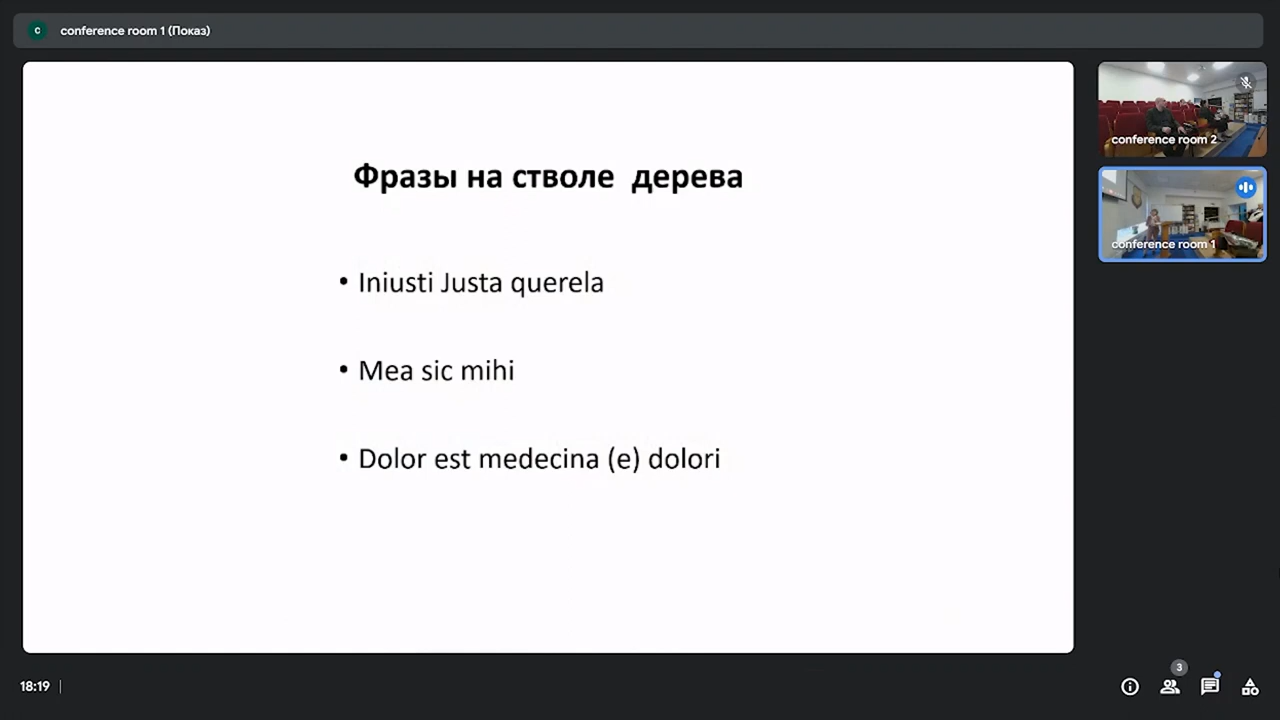 c conference room 1 (Показ)
Фразы на стволе дерева
• Iniusti Justa querela
• Mea sic mihi
• Dolor est medecina (e) dolori
conference room 2
conference room 1
18:19
3